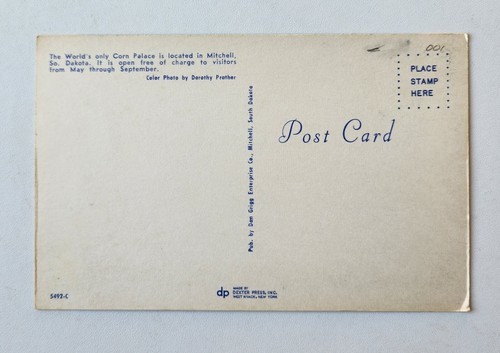 The World's only Corn Palace is located in Mitchell,
So. Dakota. It is open free of charge to visitors
from May through September.
Color Photo by Dorothy Prather
001
PLACE
STAMP
HERE
Post Card
Pub. by Dan Grigg Enterprise Co., Mitchell, South Dakota
5493-C
dp
MADE BY
DEXTER PRESS, INC.
WEST NYACK, NEW YORK